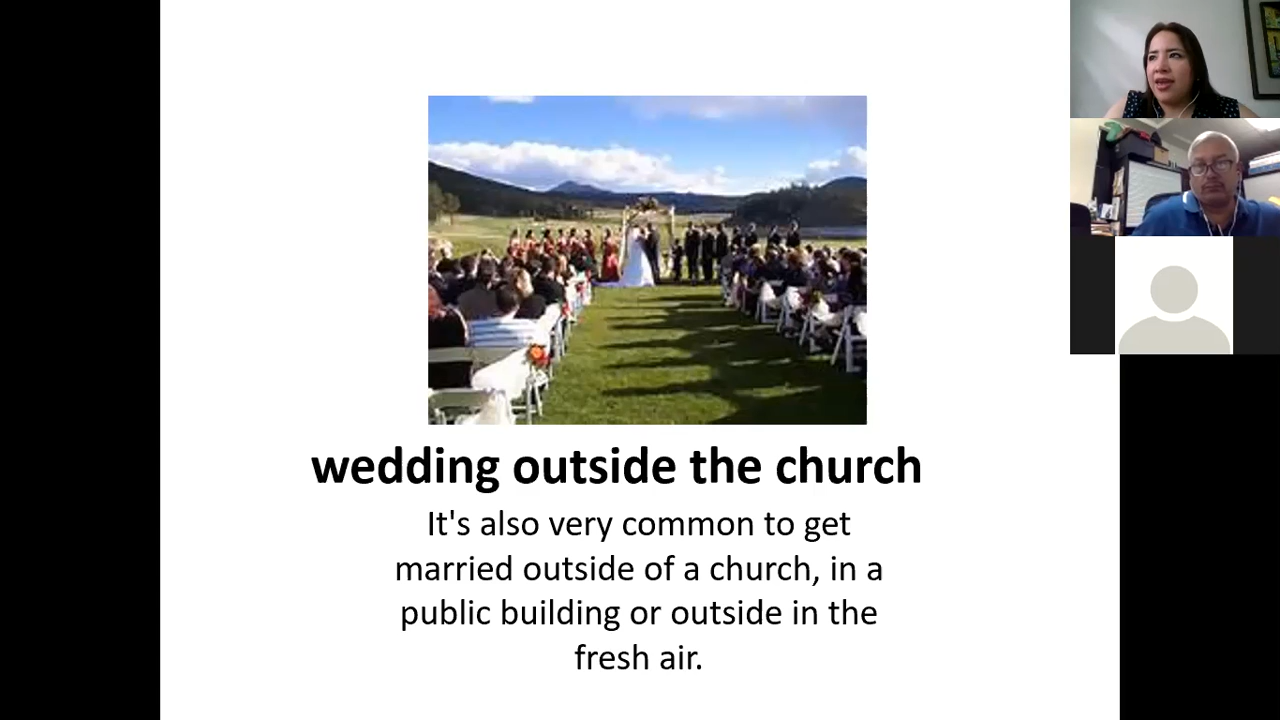 wedding outside the church
It's also very common to get
married outside of a church, in a
public building or outside in the
fresh air.